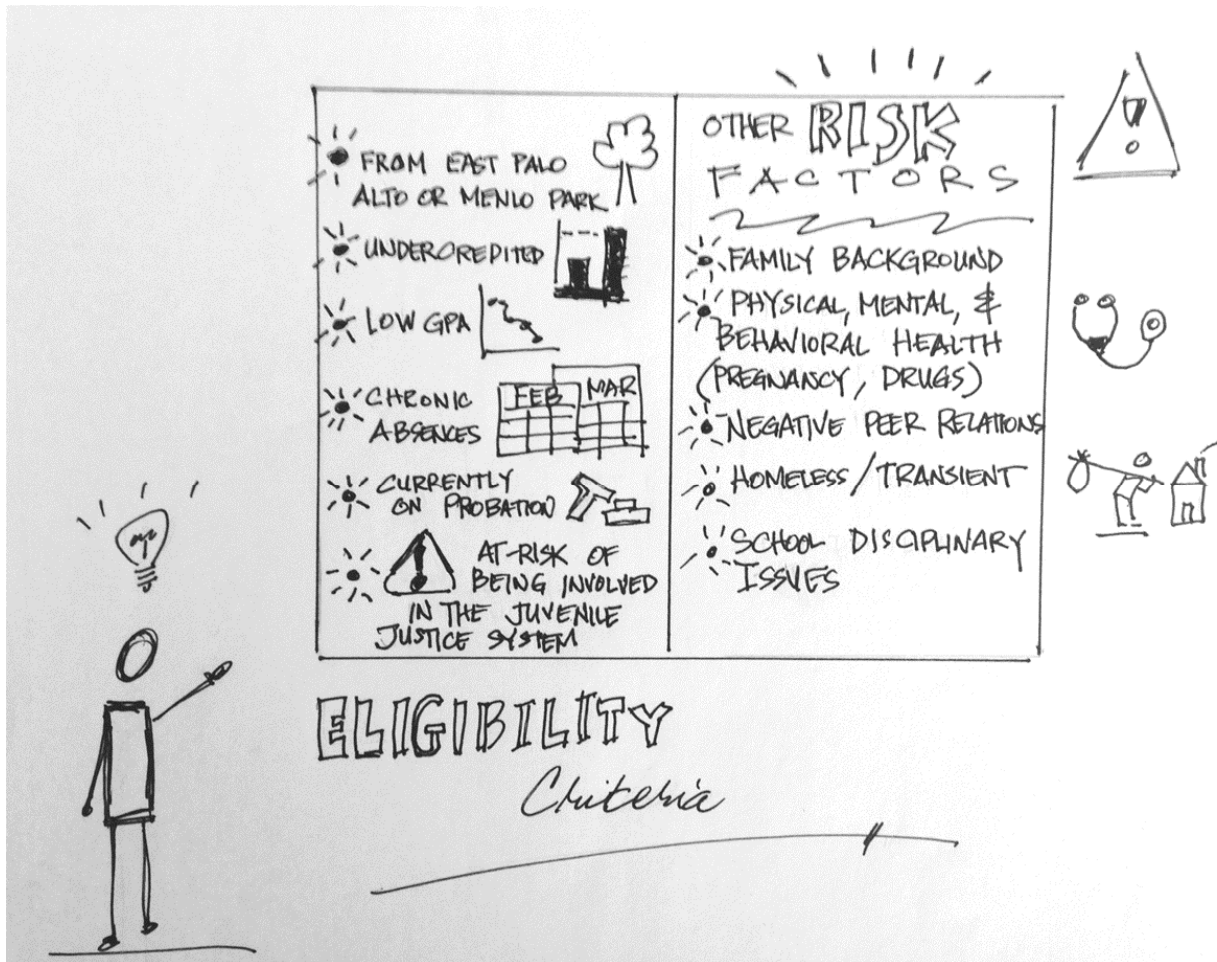 FROM EAST PALO
ALTO OR MENLO PARK
UNDERCREDITED
LOW GPA
CHRONIC
ABSENCES
FEB
MAR
CURRENTLY
ON PROBATION
!
AT-RISK OF
BEING INVOLVED
IN THE JUVENILE
JUSTICE SYSTEM
OTHER RISK
FACTORS
FAMILY BACKGROUND
PHYSICAL, MENTAL, &
BEHAVIORAL HEALTH
(PREGNANCY, DRUGS)
NEGATIVE PEER RELATIONS
HOMELESS / TRANSIENT
SCHOOL DISCIPLINARY
ISSUES
!
ELIGIBILITY
Criteria